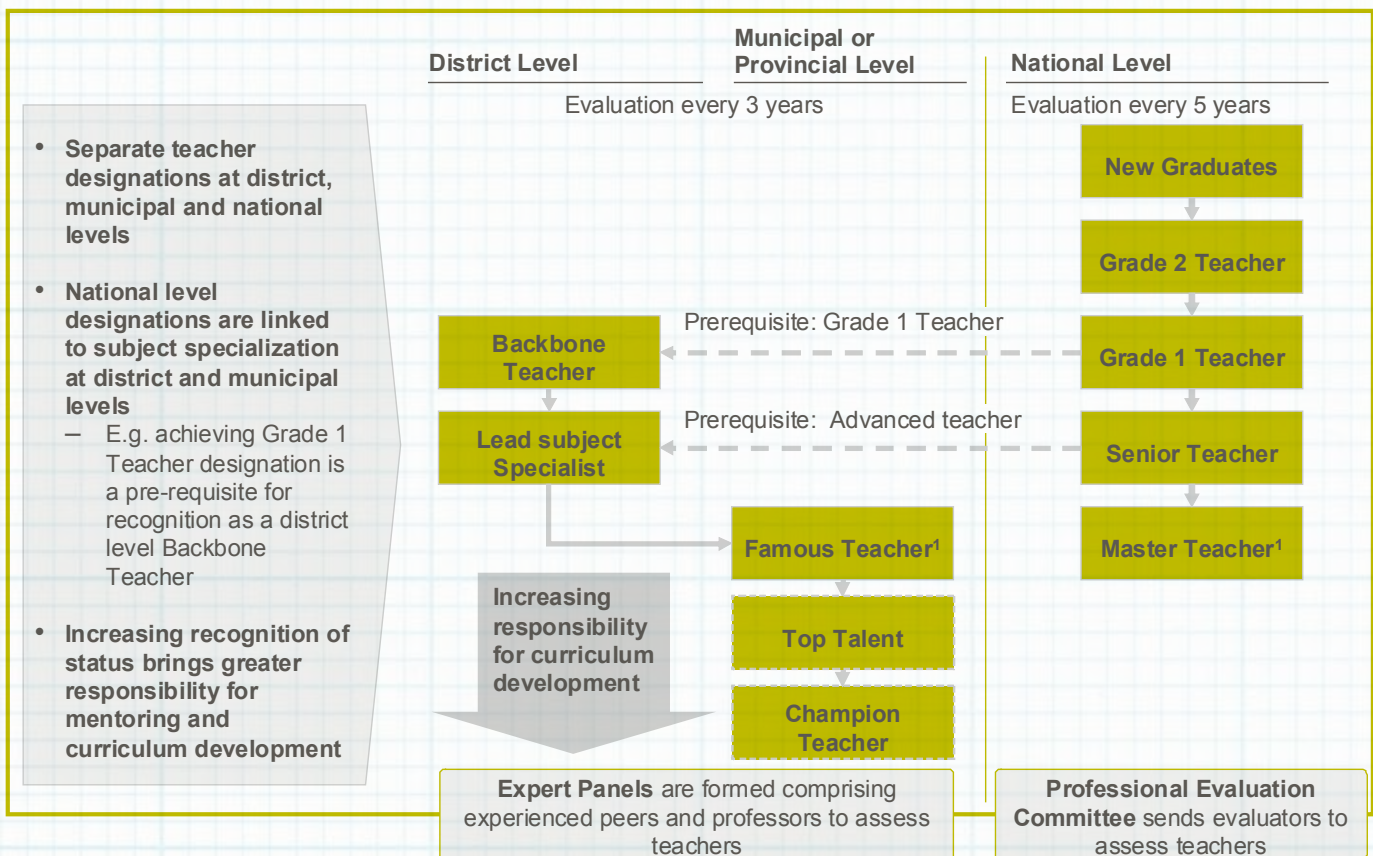 District Level
Municipal or
Provincial Level
National Level
Evaluation every 3 years
Evaluation every 5 years
• Separate teacher
designations at district,
municipal and national
levels
• National level
designations are linked
to subject specialization
at district and municipal
levels
– E.g. achieving Grade 1
Teacher designation is
a pre-requisite for
recognition as a district
level Backbone
Teacher
• Increasing recognition of
status brings greater
responsibility for
mentoring and
curriculum development
New Graduates
Grade 2 Teacher
Prerequisite: Grade 1 Teacher
Backbone
Teacher
Grade 1 Teacher
Prerequisite: Advanced teacher
Lead subject
Specialist
Senior Teacher
Famous Teacher¹
Master Teacher¹
Increasing
responsibility
for curriculum
development
Top Talent
Champion
Teacher
Expert Panels are formed comprising
experienced peers and professors to assess
teachers
Professional Evaluation
Committee sends evaluators to
assess teachers